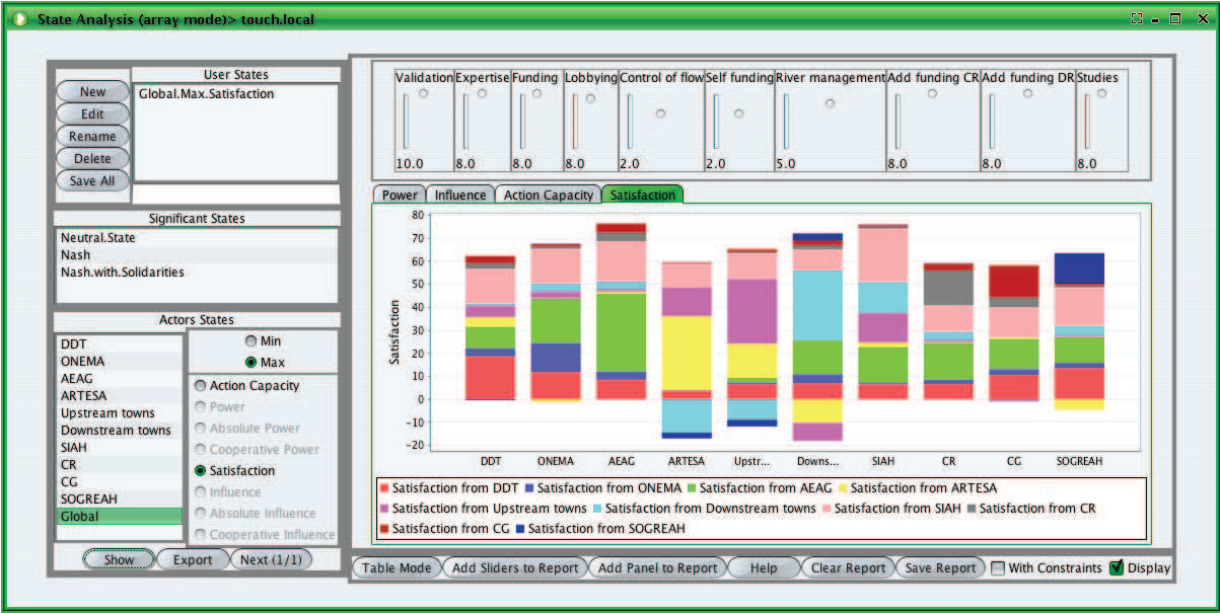 State Analysis (array mode)> touch.local
User States
New
Edit
Rename
Delete
Save All
Global.Max.Satisfaction
Significant States
Neutral.State
Nash
Nash.with.Solidarities
Actors States
DDT
ONEMA
AEAG
ARTESA
Upstream towns
Downstream towns
SIAH
CR
CG
SOGREAH
Global
Min
Max
Action Capacity
Power
Absolute Power
Cooperative Power
Satisfaction
Influence
Absolute Influence
Cooperative Influence
Show Export Next (1/1)
Validation Expertise Funding Lobbying Control of flow Self funding River management Add funding CR Add funding DR Studies
10.0 8.0 8.0 8.0 2.0 2.0 5.0 8.0 8.0 8.0
Power Influence Action Capacity Satisfaction
Satisfaction
80
70
60
50
40
30
20
10
0
-10
-20
DDT ONEMA AEAG ARTESA Upstr... Downs... SIAH CR CG SOGREAH
Satisfaction from DDT Satisfaction from ONEMA Satisfaction from AEAG Satisfaction from ARTESA
Satisfaction from Upstream towns Satisfaction from Downstream towns Satisfaction from SIAH Satisfaction from CR
Satisfaction from CG Satisfaction from SOGREAH
Table Mode Add Sliders to Report Add Panel to Report Help Clear Report Save Report With Constraints Display